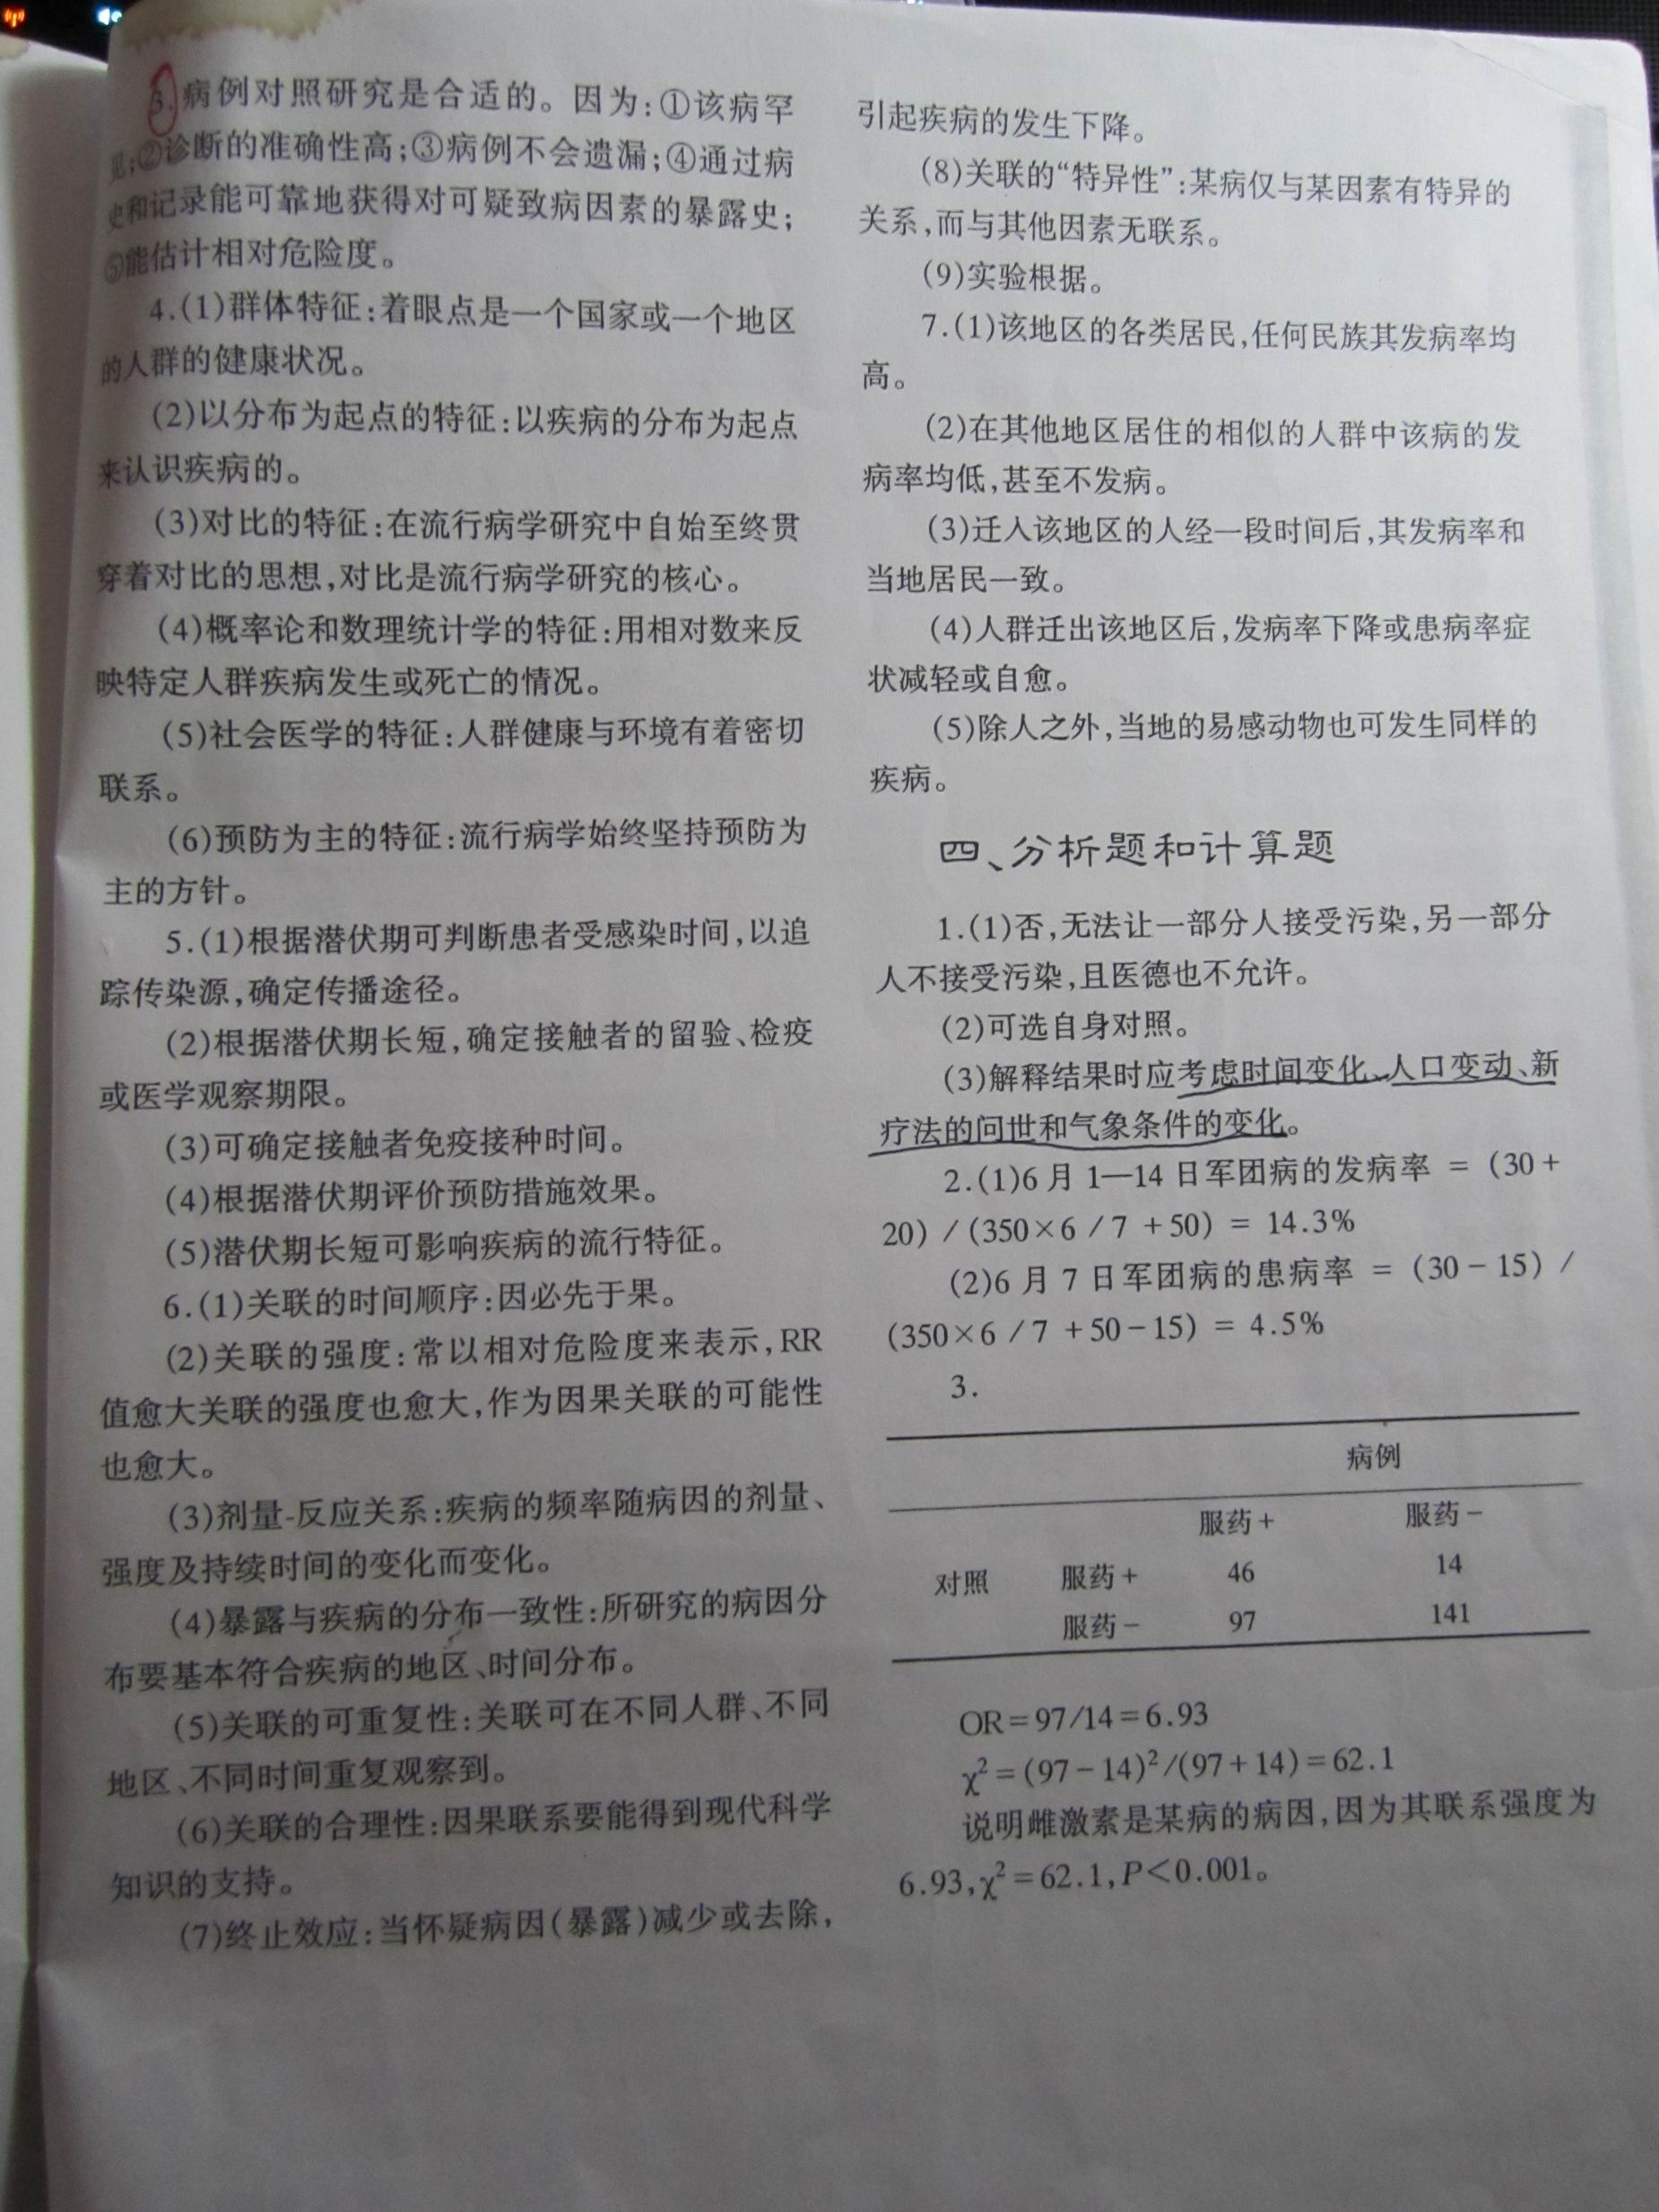 3.病例对照研究是合适的。因为:①该病罕
见;②诊断的准确性高;③病例不会遗漏;④通过病
史和记录能可靠地获得对可疑致病因素的暴露史;
⑤能估计相对危险度。
4.(1)群体特征:着眼点是一个国家或一个地区
的人群的健康状况。
(2)以分布为起点的特征:以疾病的分布为起点
来认识疾病的。
(3)对比的特征:在流行病学研究中自始至终贯
穿着对比的思想,对比是流行病学研究的核心。
(4)概率论和数理统计学的特征:用相对数来反
映特定人群疾病发生或死亡的情况。
(5)社会医学的特征:人群健康与环境有着密切
联系。
(6)预防为主的特征:流行病学始终坚持预防为
主的方针。
5.(1)根据潜伏期可判断患者受感染时间,以追
踪传染源,确定传播途径。
(2)根据潜伏期长短,确定接触者的留验、检疫
或医学观察期限。
(3)可确定接触者免疫接种时间。
(4)根据潜伏期评价预防措施效果。
(5)潜伏期长短可影响疾病的流行特征。
6.(1)关联的时间顺序:因必先于果。
(2)关联的强度:常以相对危险度来表示,RR
值愈大关联的强度也愈大,作为因果关联的可能性
也愈大。
(3)剂量-反应关系:疾病的频率随病因的剂量、
强度及持续时间的变化而变化。
(4)暴露与疾病的分布一致性:所研究的病因分
布要基本符合疾病的地区、时间分布。
(5)关联的可重复性:关联可在不同人群、不同
地区、不同时间重复观察到。
(6)关联的合理性:因果联系要能得到现代科学
知识的支持。
(7)终止效应:当怀疑病因(暴露)减少或去除,
引起疾病的发生下降。
(8)关联的“特异性”:某病仅与某因素有特异的
关系,而与其他因素无联系。
(9)实验根据。
7.(1)该地区的各类居民,任何民族其发病率均
高。
(2)在其他地区居住的相似的人群中该病的发
病率均低,甚至不发病。
(3)迁入该地区的人经一段时间后,其发病率和
当地居民一致。
(4)人群迁出该地区后,发病率下降或患病率症
状减轻或自愈。
(5)除人之外,当地的易感动物也可发生同样的
疾病。
四、分析题和计算题
1.(1)否,无法让一部分人接受污染,另一部分
人不接受污染,且医德也不允许。
(2)可选自身对照。
(3)解释结果时应考虑时间变化、人口变动、新
疗法的问世和气象条件的变化。
2.(1)6月1—14日军团病的发病率 = (30+
20) / (350×6 / 7 +50) = 14.3%
(2)6月7日军团病的患病率 = (30-15) /
(350×6 / 7 +50-15) = 4.5%
3.
病例
服药+ 服药-
对照 服药+ 46 14
服药- 97 141
OR=97/14=6.93
χ²=(97-14)²/(97+14)=62.1
说明雌激素是某病的病因,因为其联系强度为
6.93,χ²=62.1,P<0.001。